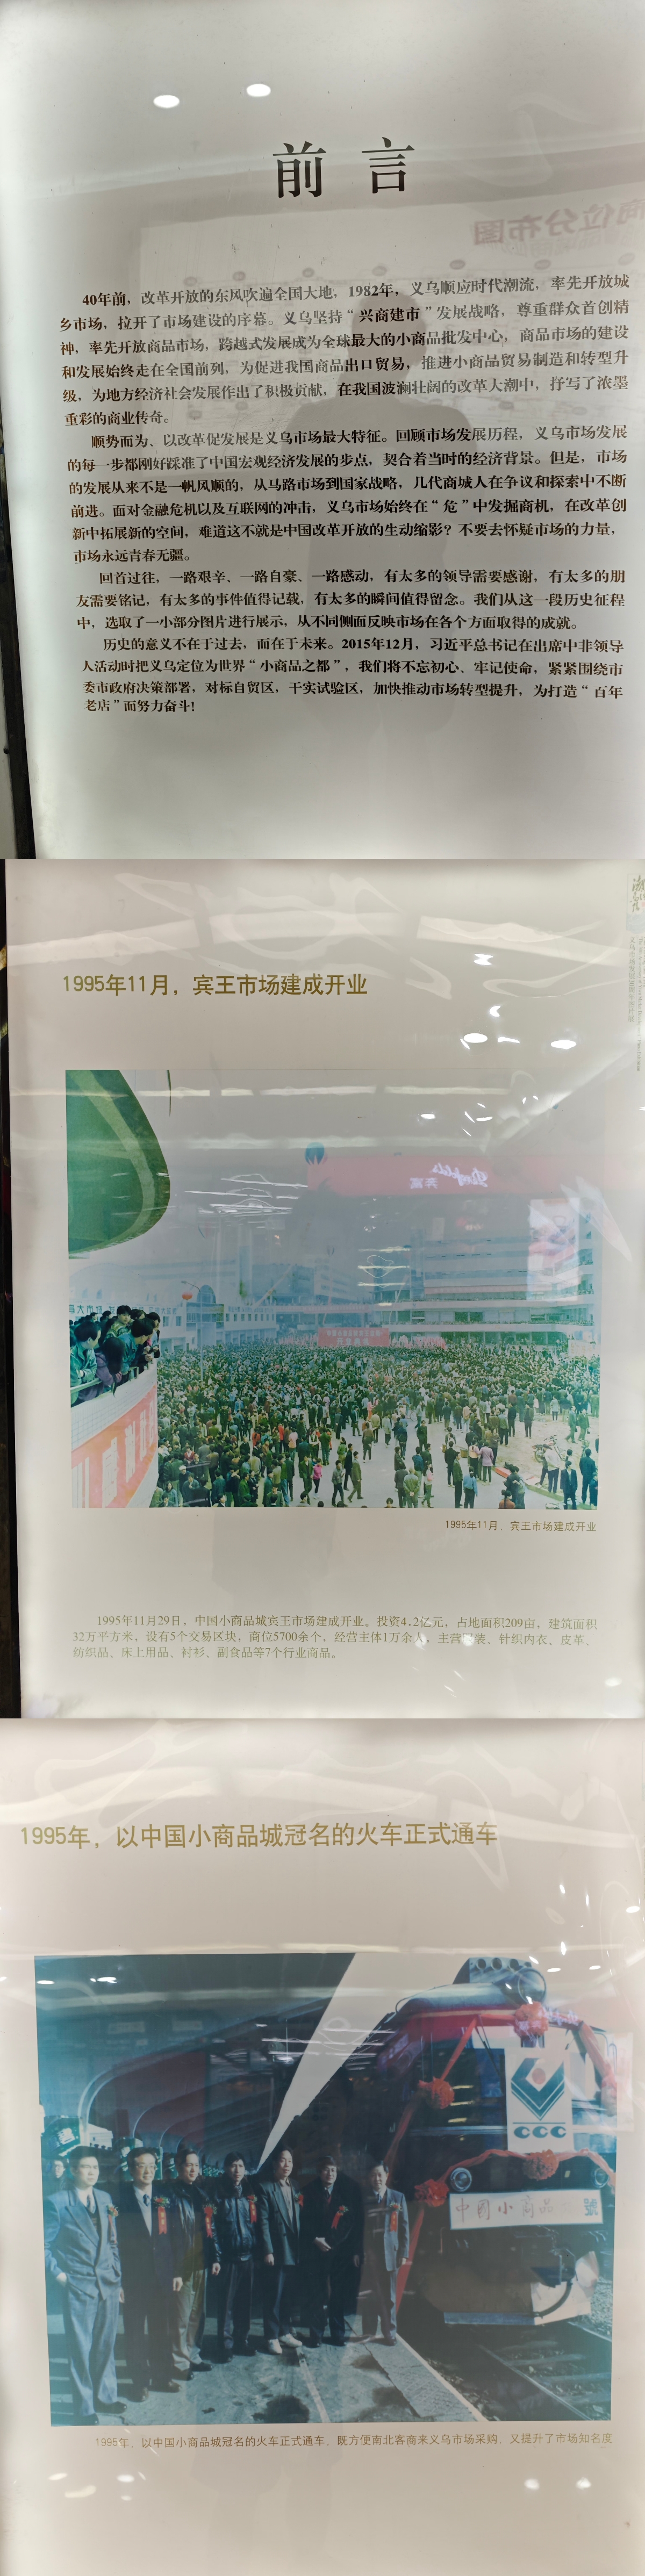 前言
40年前，改革开放的东风吹遍全国大地，1982年，义乌顺应时代潮流，率先开放城
乡市场，拉开了市场建设的序幕。义乌坚持“兴商建市”发展战略，尊重群众首创精
神，率先开放商品市场，跨越式发展成为全球最大的小商品批发中心，商品市场的建设
和发展始终走在全国前列，为促进我国商品出口贸易，推进小商品贸易制造和转型升
级，为地方经济社会发展作出了积极贡献，在我国波澜壮阔的改革大潮中，抒写了浓墨
重彩的商业传奇。
顺势而为、以改革促发展是义乌市场最大特征。回顾市场发展历程，义乌市场发展
的每一步都刚好踩准了中国宏观经济发展的步点，契合着当时的经济背景。但是，市场
的发展从来不是一帆风顺的，从马路市场到国家战略，几代商城人在争议和探索中不断
前进。面对金融危机以及互联网的冲击，义乌市场始终在“危”中发掘商机，在改革创
新中拓展新的空间，难道这不就是中国改革开放的生动缩影？不要去怀疑市场的力量，
市场永远青春无疆。
回首过往，一路艰辛、一路自豪、一路感动，有太多的领导需要感谢，有太多的朋
友需要铭记，有太多的事件值得记载，有太多的瞬间值得留念。我们从这一段历史征程
中，选取了一小部分图片进行展示，从不同侧面反映市场在各个方面取得的成就。
历史的意义不在于过去，而在于未来。2015年12月，习近平总书记在出席中非领导
人活动时把义乌定位为世界“小商品之都”，我们将不忘初心、牢记使命，紧紧围绕市
委市政府决策部署，对标自贸区，干实试验区，加快推动市场转型提升，为打造“百年
老店”而努力奋斗！
商位分布图
1995年11月，宾王市场建成开业
1995年11月，宾王市场建成开业
1995年11月29日，中国小商品城宾王市场建成开业。投资4.2亿元，占地面积209亩，建筑面积
32万平方米，设有5个交易区块，商位5700余个，经营主体1万余人，主营服装、针织内衣、皮革、
纺织品、床上用品、衬衫、副食品等7个行业商品。
1995年，以中国小商品城冠名的火车正式通车
CCC
中国小商品城号
1995年，以中国小商品城冠名的火车正式通车，既方便南北客商来义乌市场采购，又提升了市场知名度